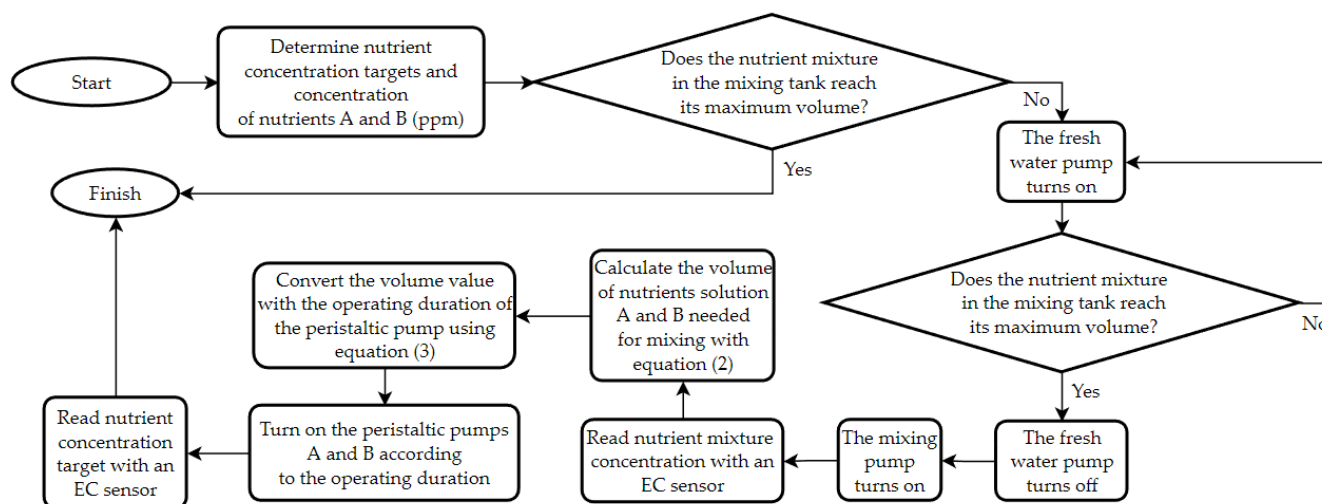 Start
Determine nutrient
concentration targets and
concentration
of nutrients A and B (ppm)
Does the nutrient mixture
in the mixing tank reach
its maximum volume?
No
Yes
The fresh
water pump
turns on
Finish
Does the nutrient mixture
in the mixing tank reach
its maximum volume?
No
Yes
The fresh
water pump
turns off
The mixing
pump
turns on
Read nutrient mixture
concentration with an
EC sensor
Calculate the volume
of nutrients solution
A and B needed
for mixing with
equation (2)
Convert the volume value
with the operating duration of
the peristaltic pump using
equation (3)
Turn on the peristaltic pumps
A and B according
to the operating duration
Read nutrient
concentration
target with an
EC sensor